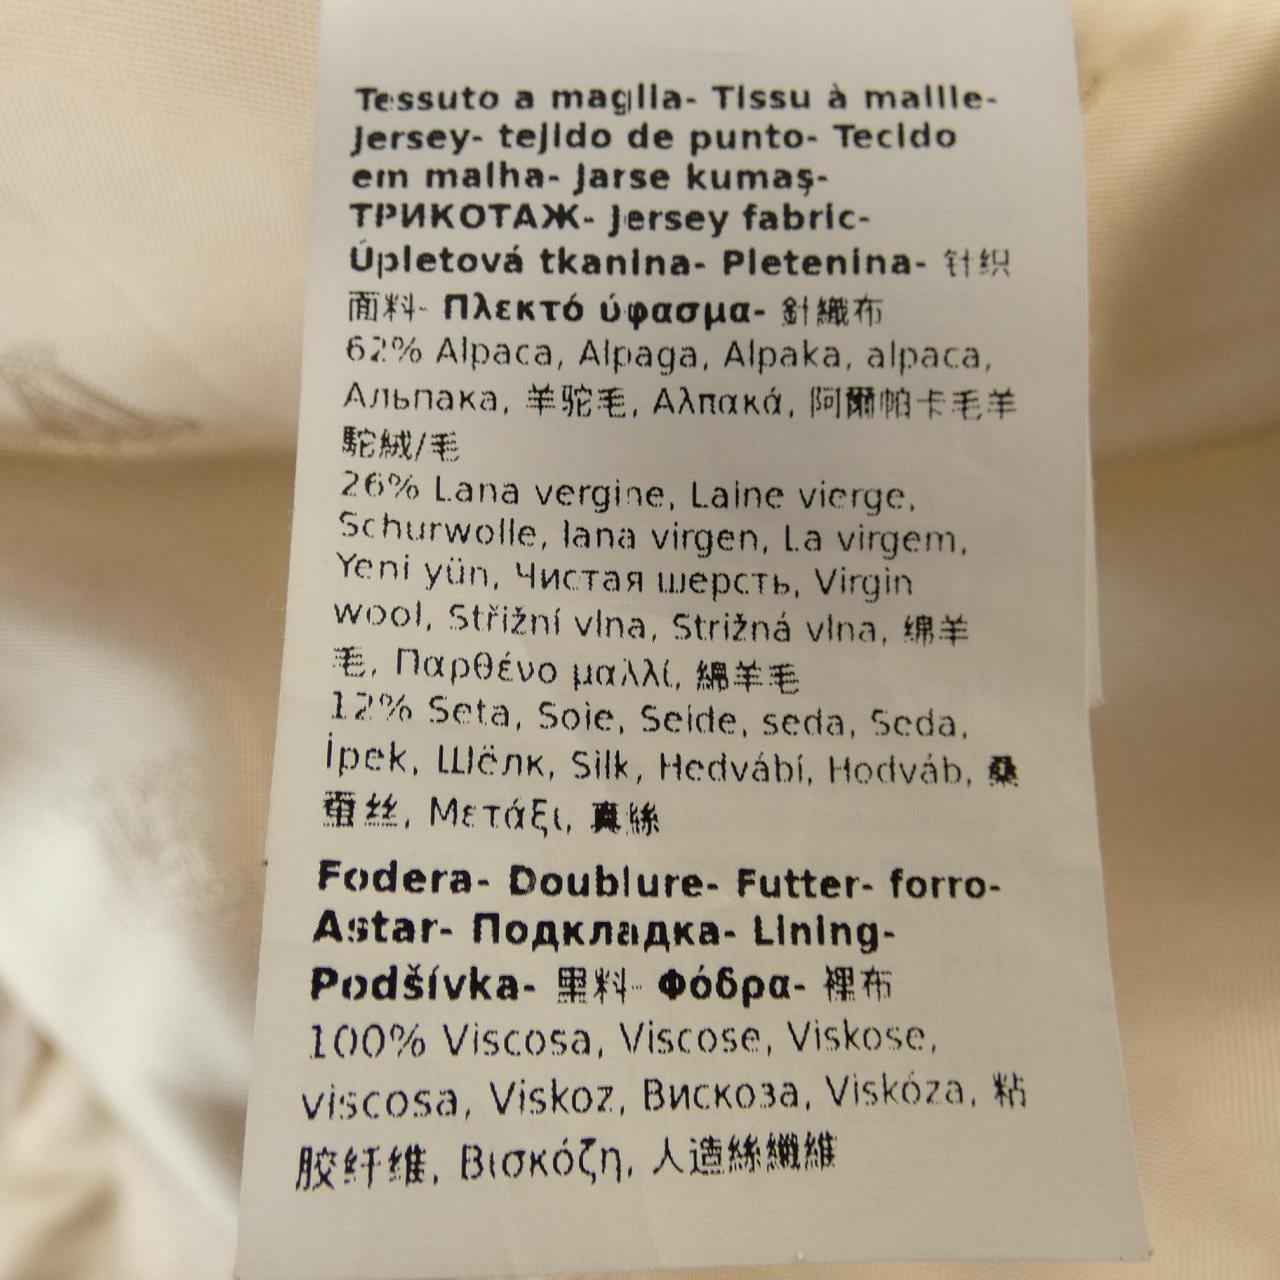 Tessuto a maglia- Tissu à maille-
Jersey- tejido de punto- Tecido
em malha- Jarse kumaş-
ТРИКОТАЖ- Jersey fabric-
Úpletová tkanina- Pletenina- 针织
面料- Πλεκτό ύφασμα- 針織布
62% Alpaca, Alpaga, Alpaka, alpaca,
Альпака, 羊驼毛, Αλπακά, 阿爾帕卡毛羊
駝絨/毛
26% Lana vergine, Laine vierge,
Schurwolle, lana virgen, La virgem,
Yeni yün, Чистая шерсть, Virgin
wool, Střižní vlna, Strižná vlna, 绵羊
毛, Παρθένο μαλλί, 綿羊毛
12% Seta, Soie, Seide, seda, Seda,
İpek, Шёлк, Silk, Hedvábí, Hodváb, 桑
蚕丝, Μετάξι, 真絲
Fodera- Doublure- Futter- forro-
Astar- Подкладка- Lining-
Podšívka- 里料- Φόδρα- 裡布
100% Viscosa, Viscose, Viskose,
viscosa, Viskoz, Вискоза, Viskóza, 粘
胶纤维, Βισκόζη, 人造絲纖維